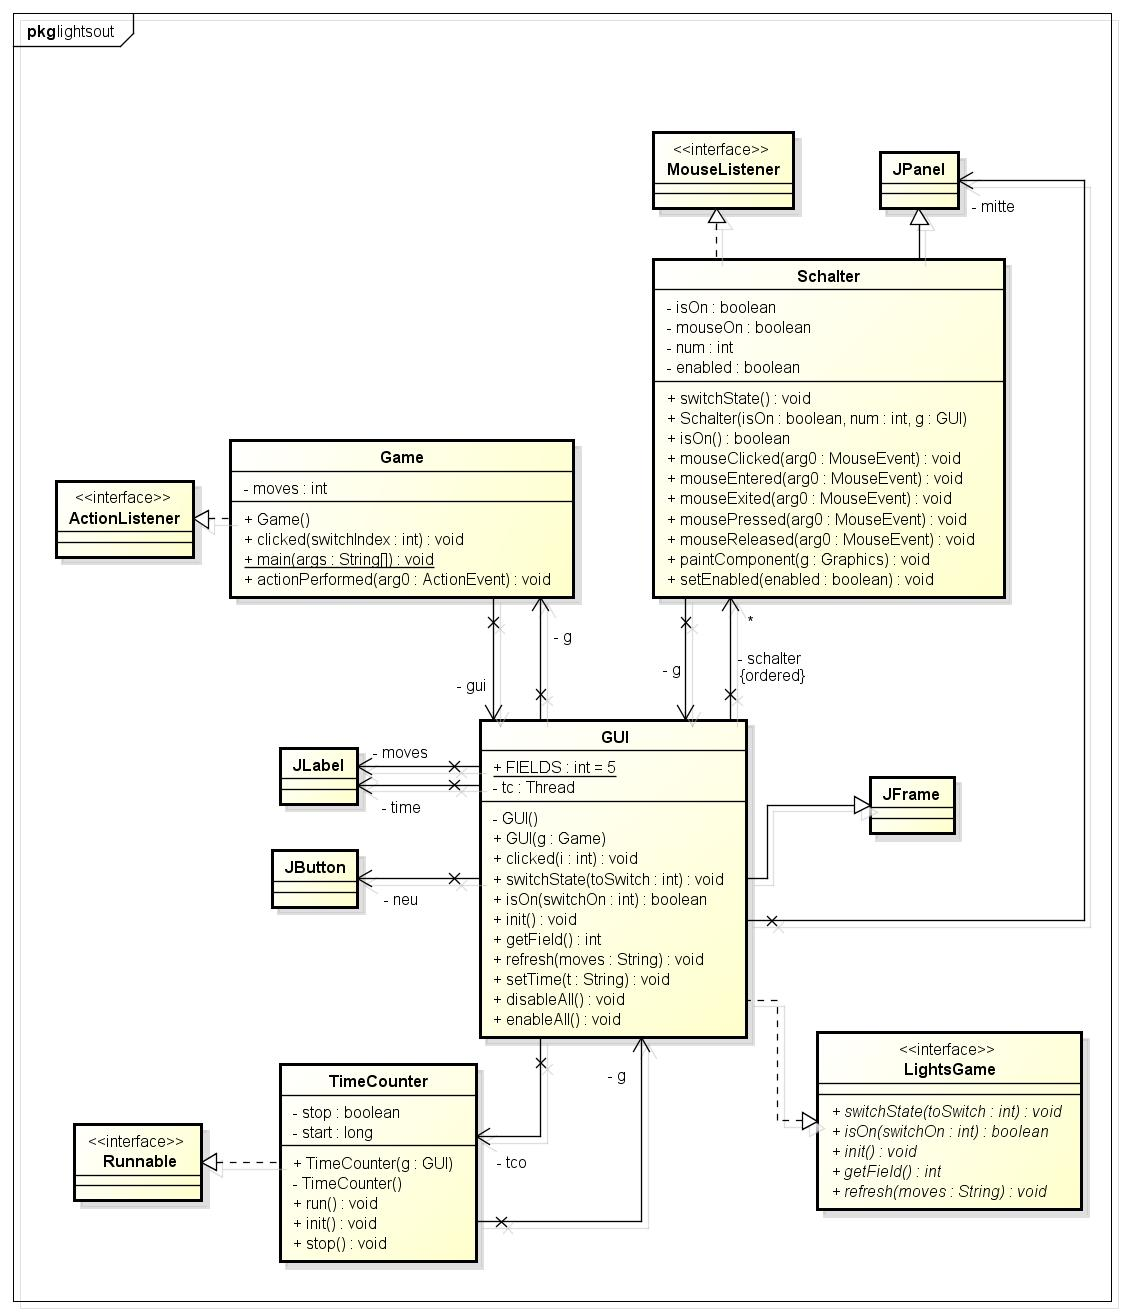 pkg lightsout
<<interface>>
MouseListener
JPanel
- mitte
Schalter
- isOn : boolean
- mouseOn : boolean
- num : int
- enabled : boolean
+ switchState() : void
+ Schalter(isOn : boolean, num : int, g : GUI)
+ isOn() : boolean
+ mouseClicked(arg0 : MouseEvent) : void
+ mouseEntered(arg0 : MouseEvent) : void
+ mouseExited(arg0 : MouseEvent) : void
+ mousePressed(arg0 : MouseEvent) : void
+ mouseReleased(arg0 : MouseEvent) : void
+ paintComponent(g : Graphics) : void
+ setEnabled(enabled : boolean) : void
<<interface>>
ActionListener
Game
- moves : int
+ Game()
+ clicked(switchIndex : int) : void
+ main(args : String[]) : void
+ actionPerformed(arg0 : ActionEvent) : void
- g
- gui
*
- schalter
{ordered}
- g
GUI
+ FIELDS : int = 5
- tc : Thread
- GUI()
+ GUI(g : Game)
+ clicked(i : int) : void
+ switchState(toSwitch : int) : void
+ isOn(switchOn : int) : boolean
+ init() : void
+ getField() : int
+ refresh(moves : String) : void
+ setTime(t : String) : void
+ disableAll() : void
+ enableAll() : void
JLabel
- moves
- time
JButton
- neu
JFrame
<<interface>>
LightsGame
+ switchState(toSwitch : int) : void
+ isOn(switchOn : int) : boolean
+ init() : void
+ getField() : int
+ refresh(moves : String) : void
- g
- tco
TimeCounter
- stop : boolean
- start : long
+ TimeCounter(g : GUI)
- TimeCounter()
+ run() : void
+ init() : void
+ stop() : void
<<interface>>
Runnable